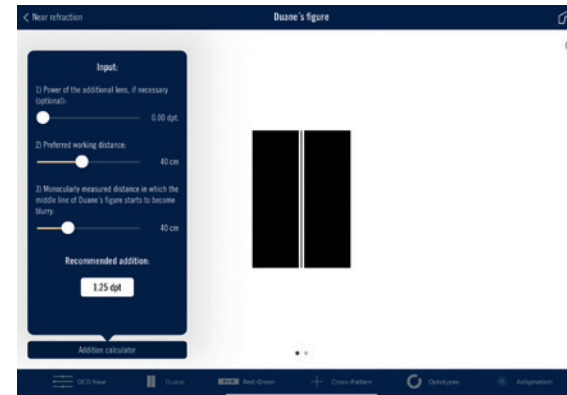 < Near refraction
Duane's figure
Input:
1) Power of the additional lens, if necessary
(optional):
0.00 dpt.
2) Preferred working distance:
40 cm
3) Monocularly measured distance in which the
middle line of Duane's figure starts to become
blurry:
40 cm
Recommended addition:
1.25 dpt
Addition calculator
OCD Near
Duane
Red-Green
Cross-Pattern
Optotypes
Astigmatism